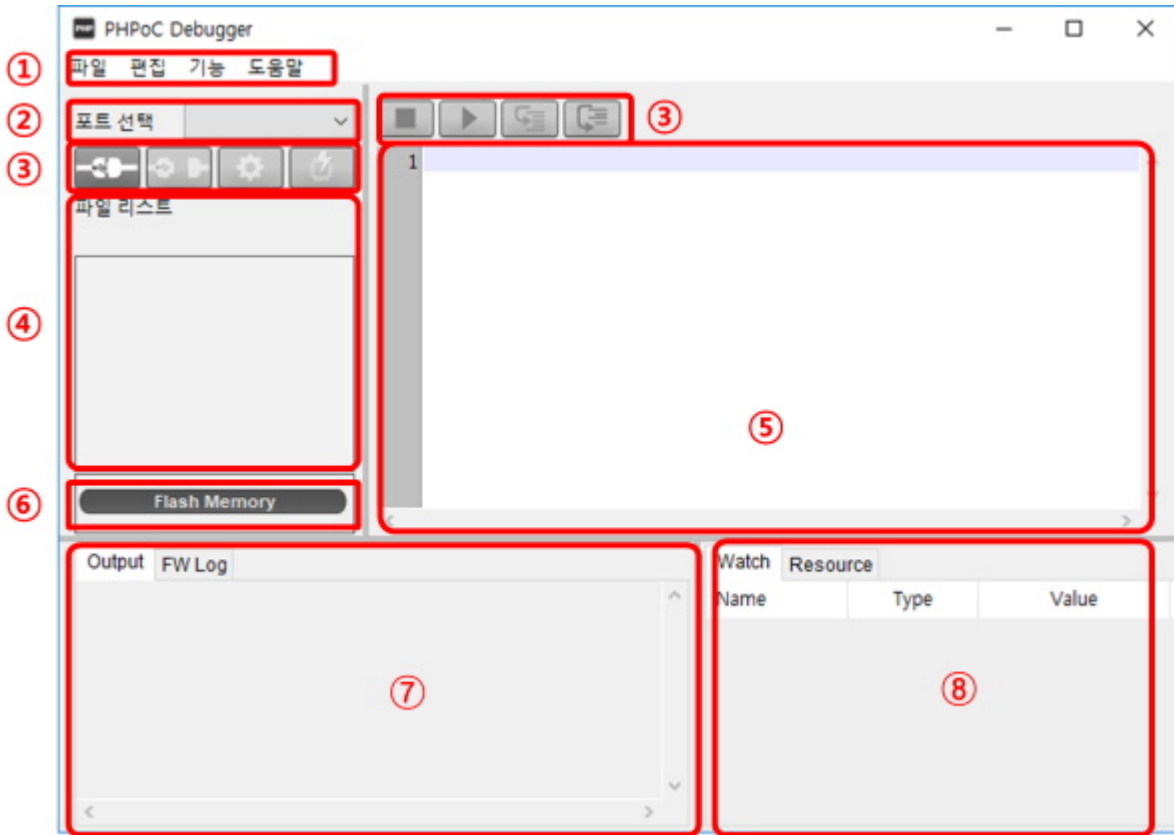 PHP PHPoC Debugger
① 파일 편집 기능 도움말
② 포트 선택
③
③
파일 리스트
④
1
⑤
⑥ Flash Memory
Output FW Log
⑦
Watch Resource
Name Type Value
⑧